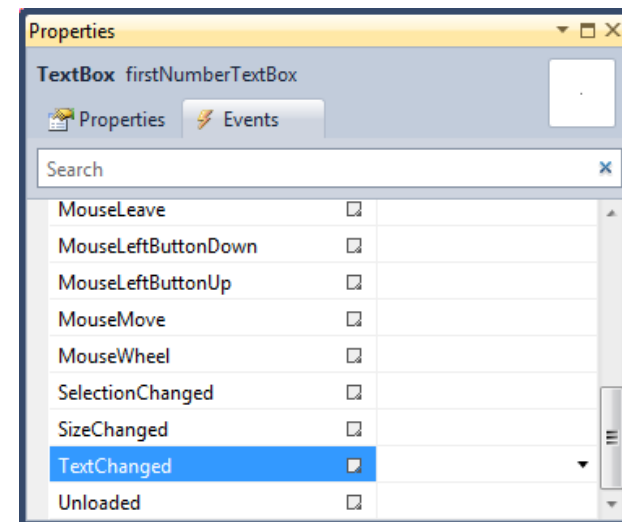 Properties
TextBox firstNumberTextBox
Properties Events
Search
MouseLeave
MouseLeftButtonDown
MouseLeftButtonUp
MouseMove
MouseWheel
SelectionChanged
SizeChanged
TextChanged
Unloaded